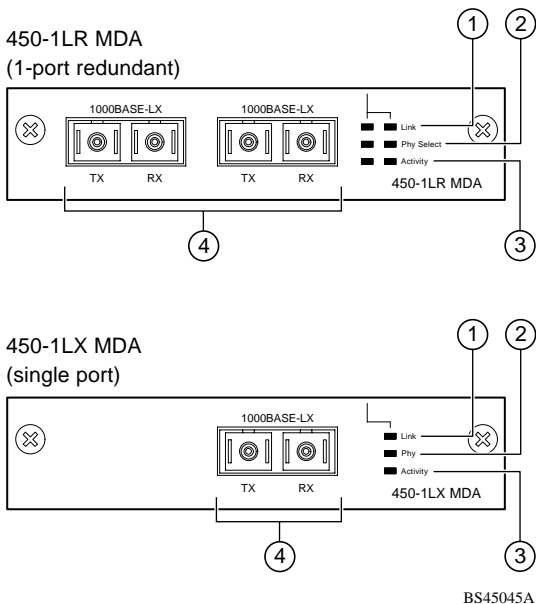 450-1LR MDA
(1-port redundant)
1 2
1000BASE-LX 1000BASE-LX
Link
Phy Select
Activity
TX RX TX RX
450-1LR MDA
4 3
450-1LX MDA
(single port)
1 2
1000BASE-LX
Link
Phy
Activity
TX RX
450-1LX MDA
4 3
BS45045A